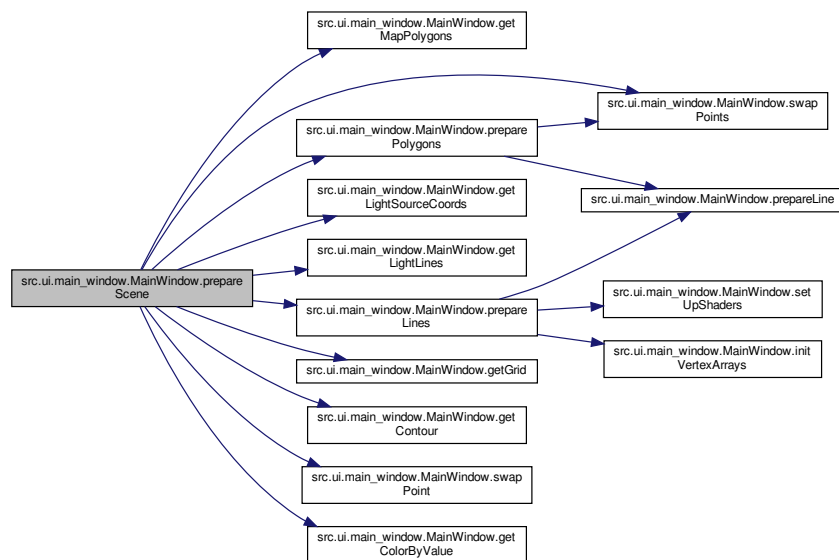 src.ui.main_window.MainWindow.get
MapPolygons
src.ui.main_window.MainWindow.swap
Points
src.ui.main_window.MainWindow.prepare
Polygons
src.ui.main_window.MainWindow.get
LightSourceCoords
src.ui.main_window.MainWindow.prepareLine
src.ui.main_window.MainWindow.get
LightLines
src.ui.main_window.MainWindow.prepare
Scene
src.ui.main_window.MainWindow.prepare
Lines
src.ui.main_window.MainWindow.set
UpShaders
src.ui.main_window.MainWindow.init
VertexArrays
src.ui.main_window.MainWindow.getGrid
src.ui.main_window.MainWindow.get
Contour
src.ui.main_window.MainWindow.swap
Point
src.ui.main_window.MainWindow.get
ColorByValue